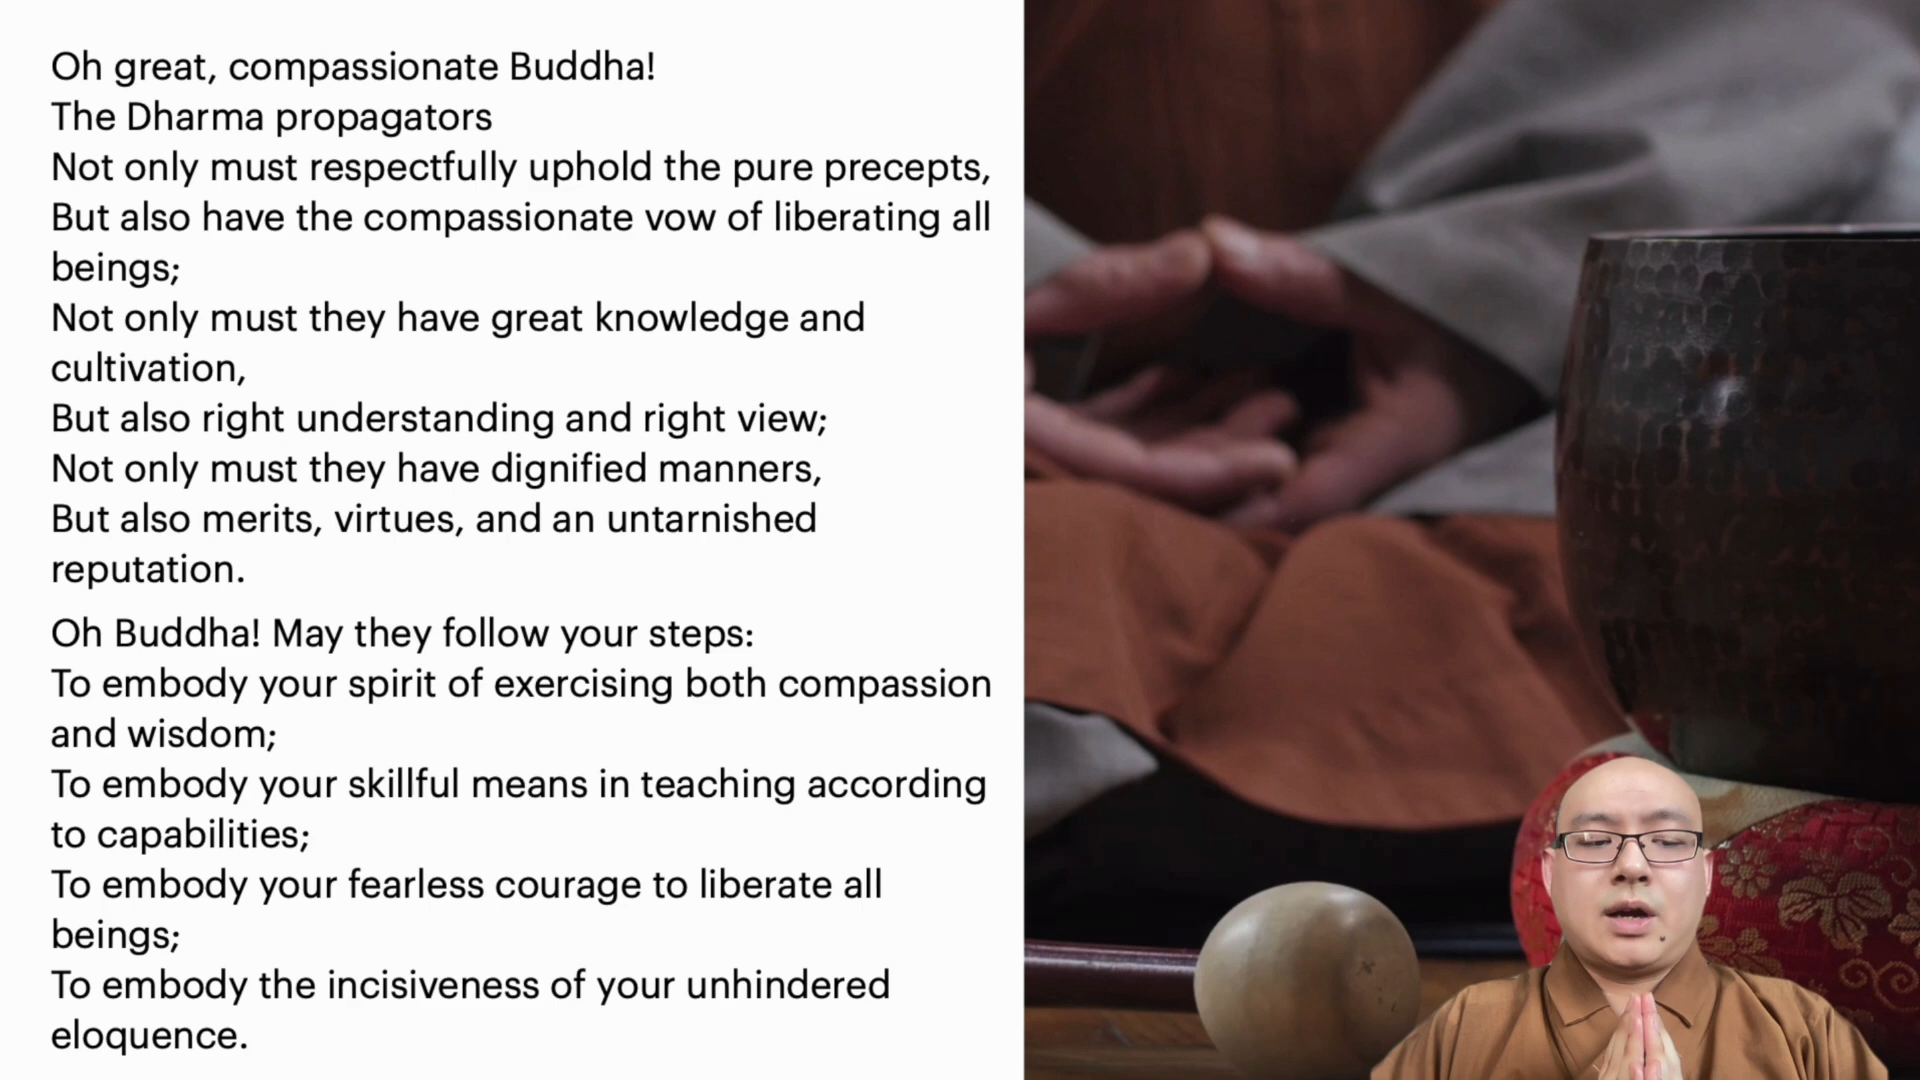 Oh great, compassionate Buddha!
The Dharma propagators
Not only must respectfully uphold the pure precepts,
But also have the compassionate vow of liberating all
beings;
Not only must they have great knowledge and
cultivation,
But also right understanding and right view;
Not only must they have dignified manners,
But also merits, virtues, and an untarnished
reputation.
Oh Buddha! May they follow your steps:
To embody your spirit of exercising both compassion
and wisdom;
To embody your skillful means in teaching according
to capabilities;
To embody your fearless courage to liberate all
beings;
To embody the incisiveness of your unhindered
eloquence.